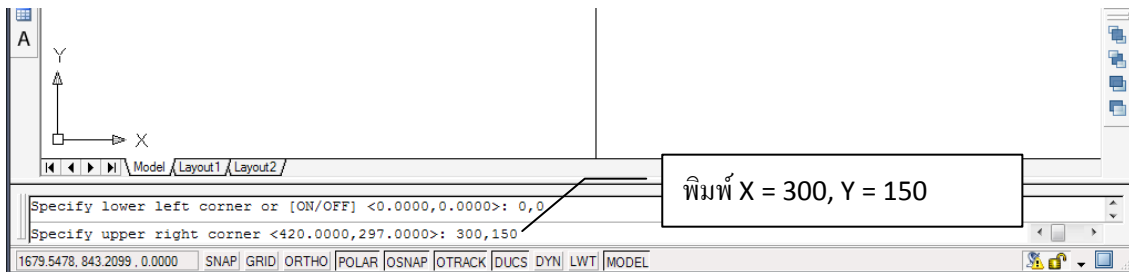 A
Y
X
Model Layout1 Layout2
พิมพ์ X = 300, Y = 150
Specify lower left corner or [ON/OFF] <0.0000,0.0000>: 0,0
Specify upper right corner <420.0000,297.0000>: 300,150
1679.5478, 843.2099 , 0.0000 SNAP GRID ORTHO POLAR OSNAP OTRACK DUCS DYN LWT MODEL